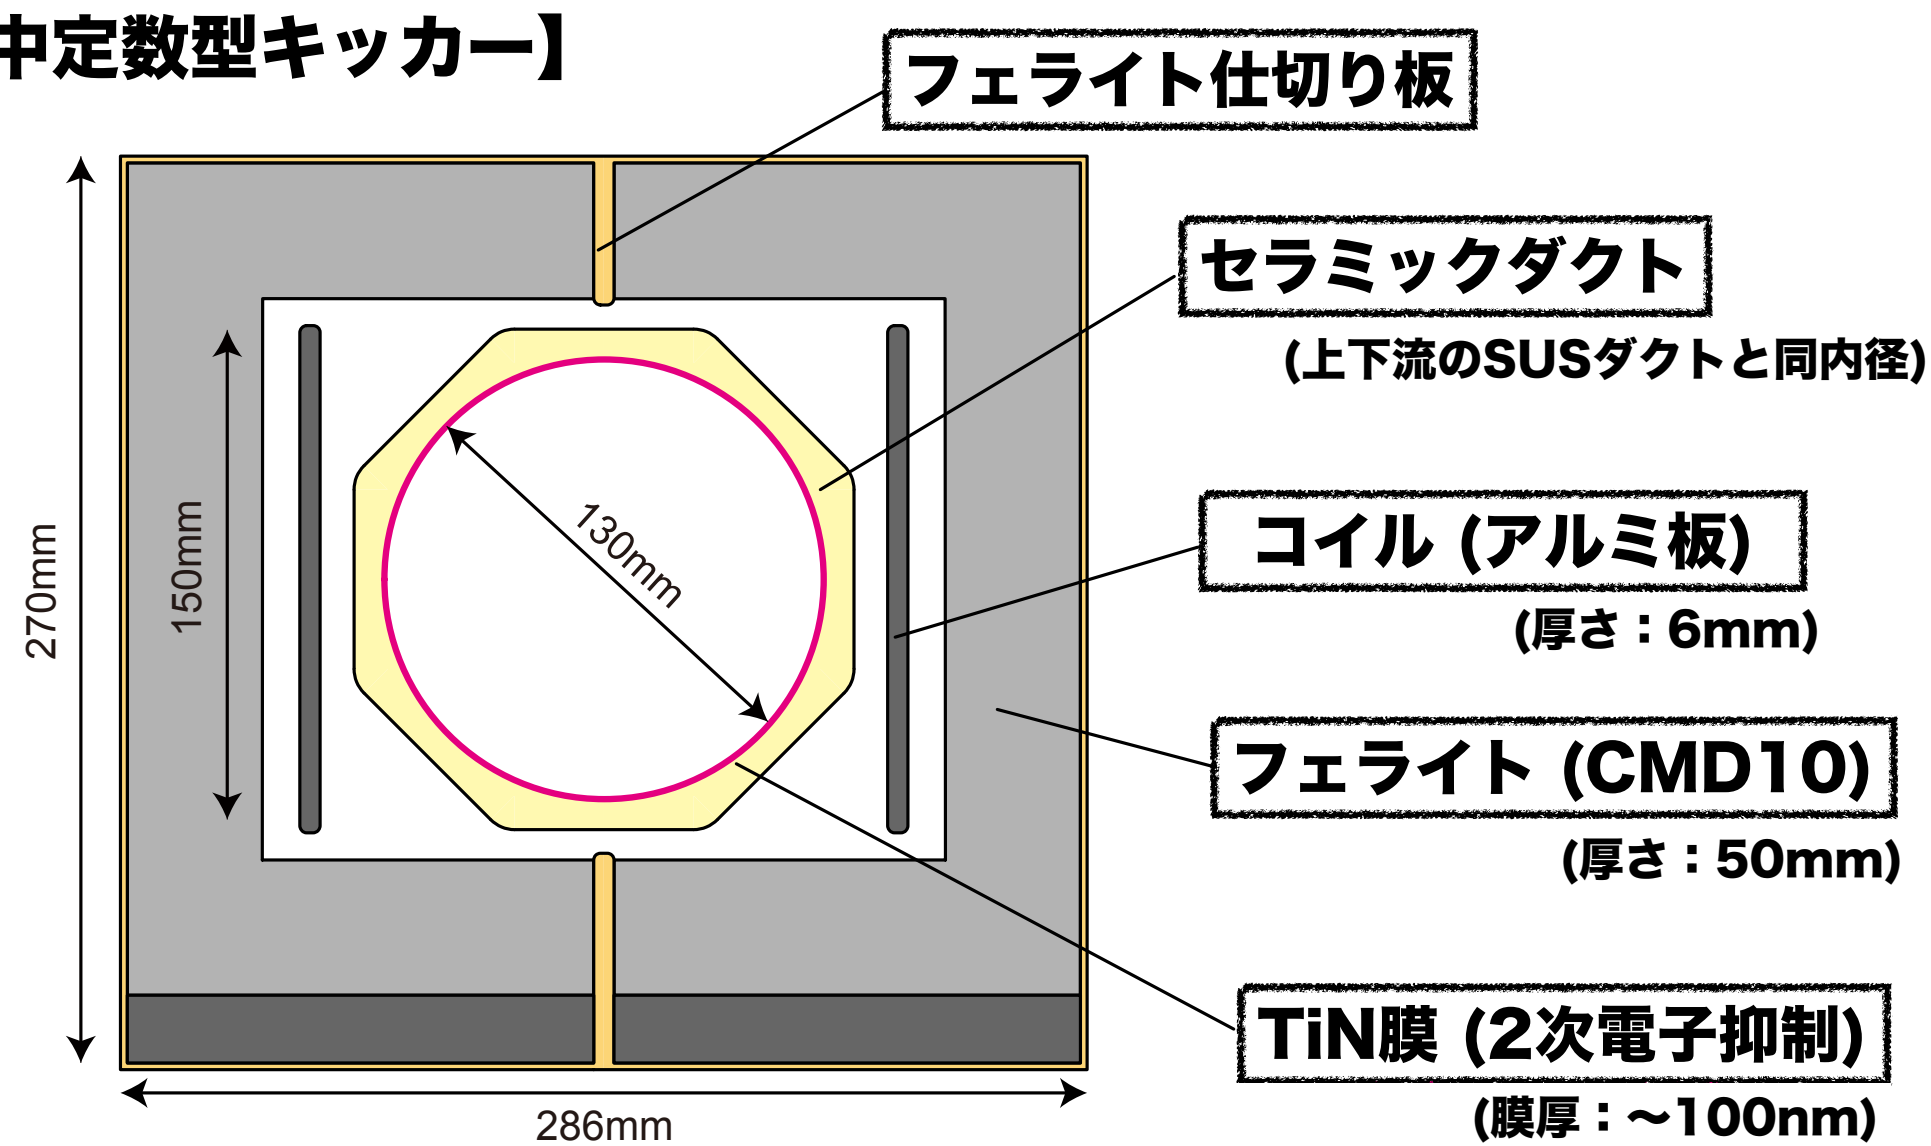 中定数型キッカー】
フェライト仕切り板
セラミックダクト
(上下流のSUSダクトと同内径)
コイル (アルミ板)
(厚さ：6mm)
フェライト (CMD10)
(厚さ：50mm)
TiN膜 (2次電子抑制)
(膜厚：～100nm)
270mm
150mm
130mm
286mm